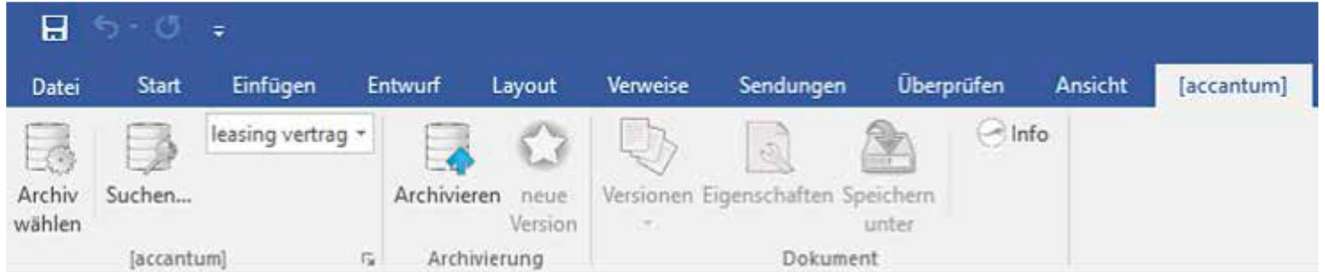 Datei Start Einfügen Entwurf Layout Verweise Sendungen Überprüfen Ansicht [accantum]
leasing vertrag Info
Archiv Suchen... Archivieren neue Versionen Eigenschaften Speichern
wählen Version unter
[accantum] Archivierung Dokument